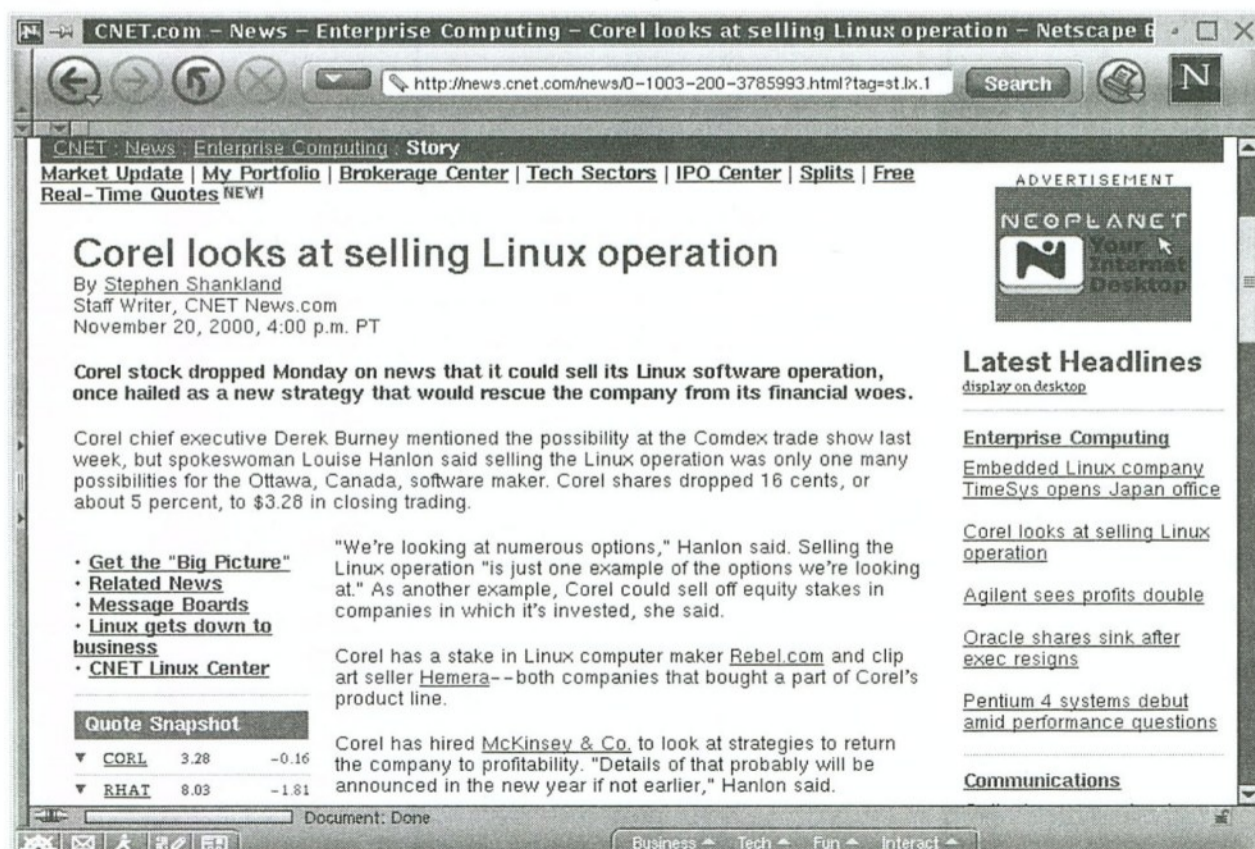 CNET.com – News – Enterprise Computing – Corel looks at selling Linux operation – Netscape 6
http://news.cnet.com/news/0-1003-200-3785993.html?tag=st.lx.1
Search
N
CNET : News : Enterprise Computing : Story
Market Update | My Portfolio | Brokerage Center | Tech Sectors | IPO Center | Splits | Free
Real-Time Quotes NEW!
Corel looks at selling Linux operation
By Stephen Shankland
Staff Writer, CNET News.com
November 20, 2000, 4:00 p.m. PT
Corel stock dropped Monday on news that it could sell its Linux software operation,
once hailed as a new strategy that would rescue the company from its financial woes.
Corel chief executive Derek Burney mentioned the possibility at the Comdex trade show last
week, but spokeswoman Louise Hanlon said selling the Linux operation was only one many
possibilities for the Ottawa, Canada, software maker. Corel shares dropped 16 cents, or
about 5 percent, to $3.28 in closing trading.
· Get the "Big Picture"
· Related News
· Message Boards
· Linux gets down to
business
· CNET Linux Center
Quote Snapshot
▼ CORL 3.28 -0.16
▼ RHAT 8.03 -1.81
"We're looking at numerous options," Hanlon said. Selling the
Linux operation "is just one example of the options we're looking
at." As another example, Corel could sell off equity stakes in
companies in which it's invested, she said.
Corel has a stake in Linux computer maker Rebel.com and clip
art seller Hemera--both companies that bought a part of Corel's
product line.
Corel has hired McKinsey & Co. to look at strategies to return
the company to profitability. "Details of that probably will be
announced in the new year if not earlier," Hanlon said.
ADVERTISEMENT
NEOPLANET
N
Your
Internet
Desktop
Latest Headlines
display on desktop
Enterprise Computing
Embedded Linux company
TimeSys opens Japan office
Corel looks at selling Linux
operation
Agilent sees profits double
Oracle shares sink after
exec resigns
Pentium 4 systems debut
amid performance questions
Communications
Document: Done
Business Tech Fun Interact